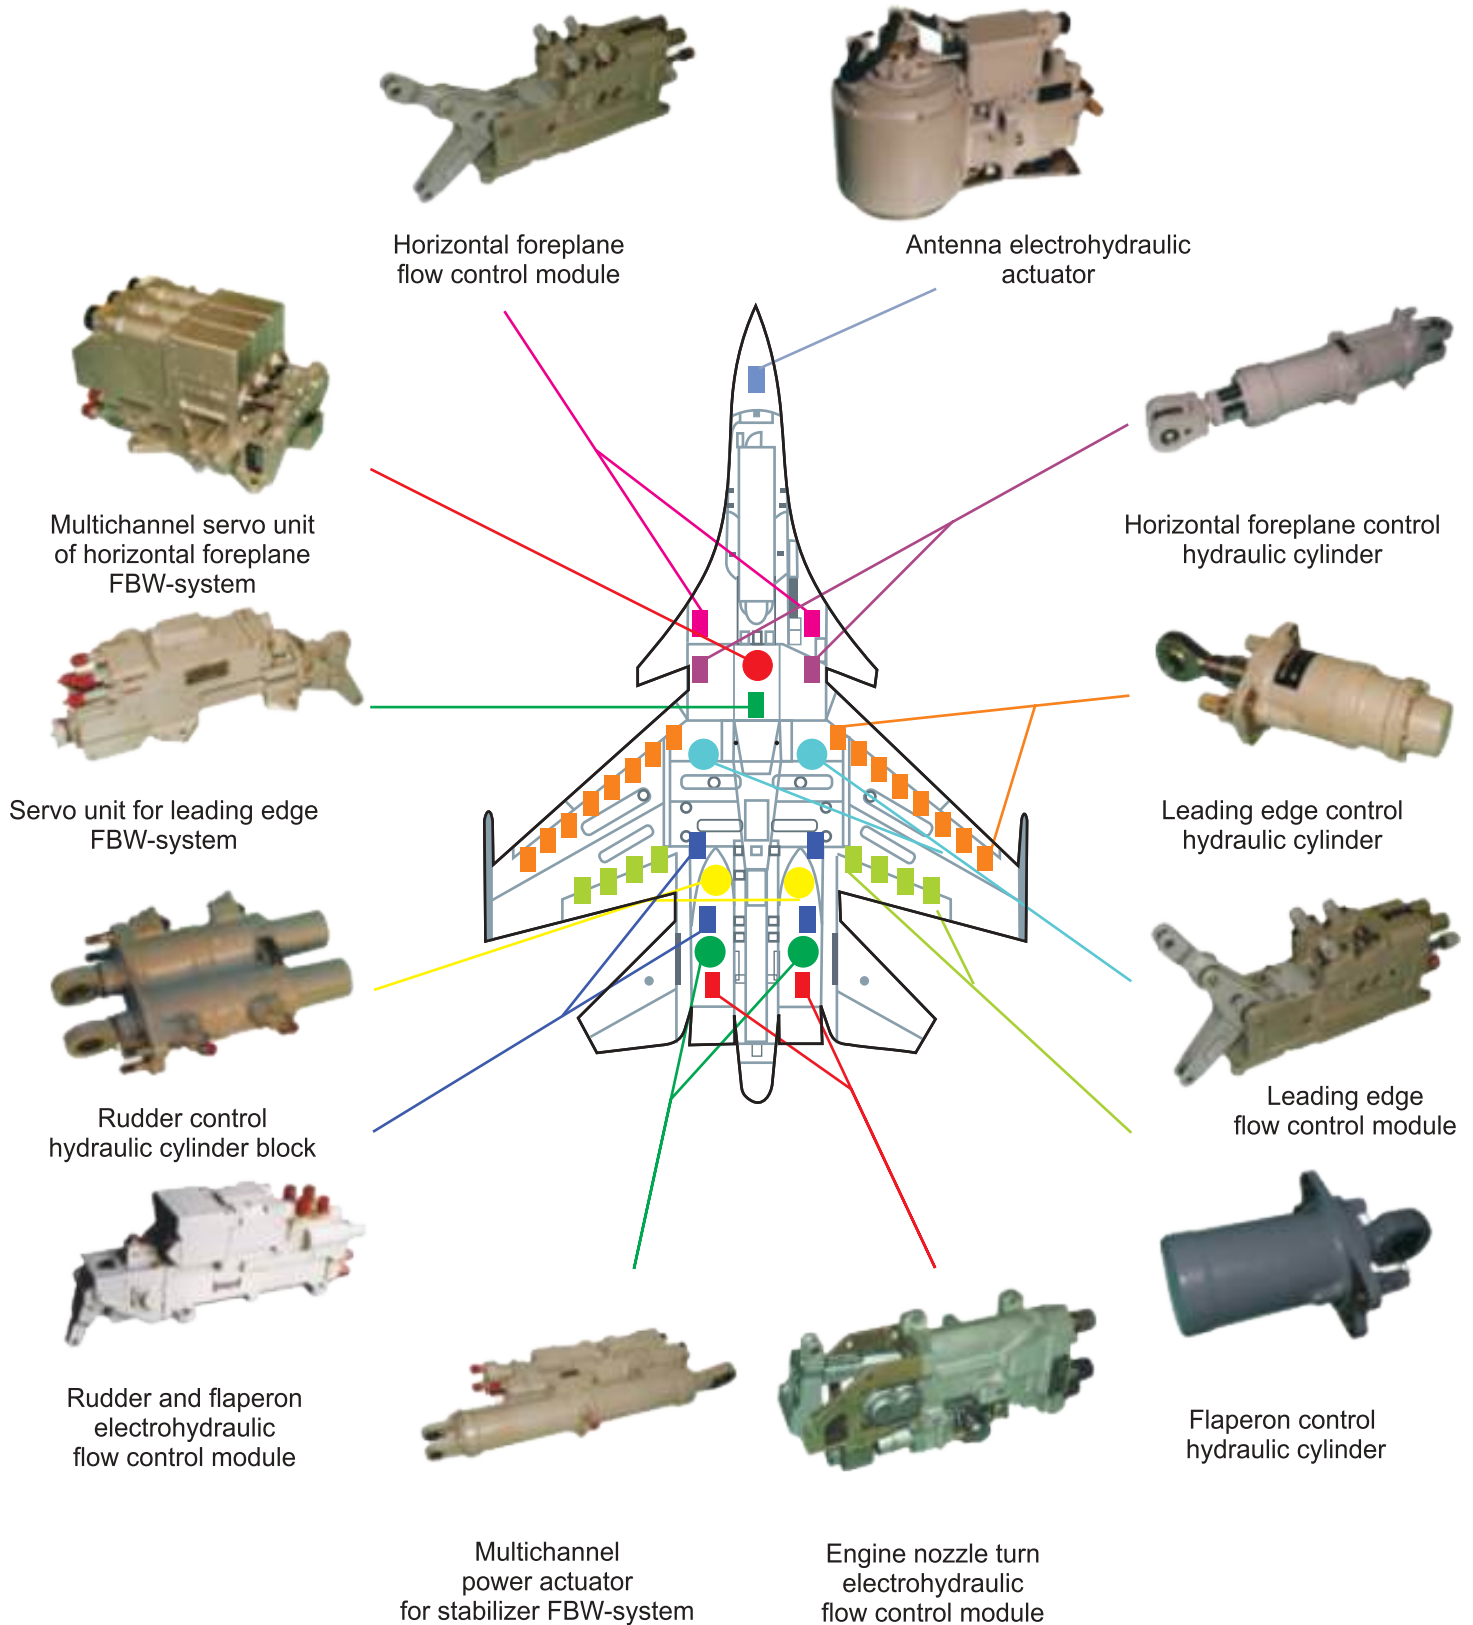 Horizontal foreplane
flow control module
Antenna electrohydraulic
actuator
Multichannel servo unit
of horizontal foreplane
FBW-system
Horizontal foreplane control
hydraulic cylinder
Servo unit for leading edge
FBW-system
Leading edge control
hydraulic cylinder
Rudder control
hydraulic cylinder block
Leading edge
flow control module
Rudder and flaperon
electrohydraulic
flow control module
Flaperon control
hydraulic cylinder
Multichannel
power actuator
for stabilizer FBW-system
Engine nozzle turn
electrohydraulic
flow control module